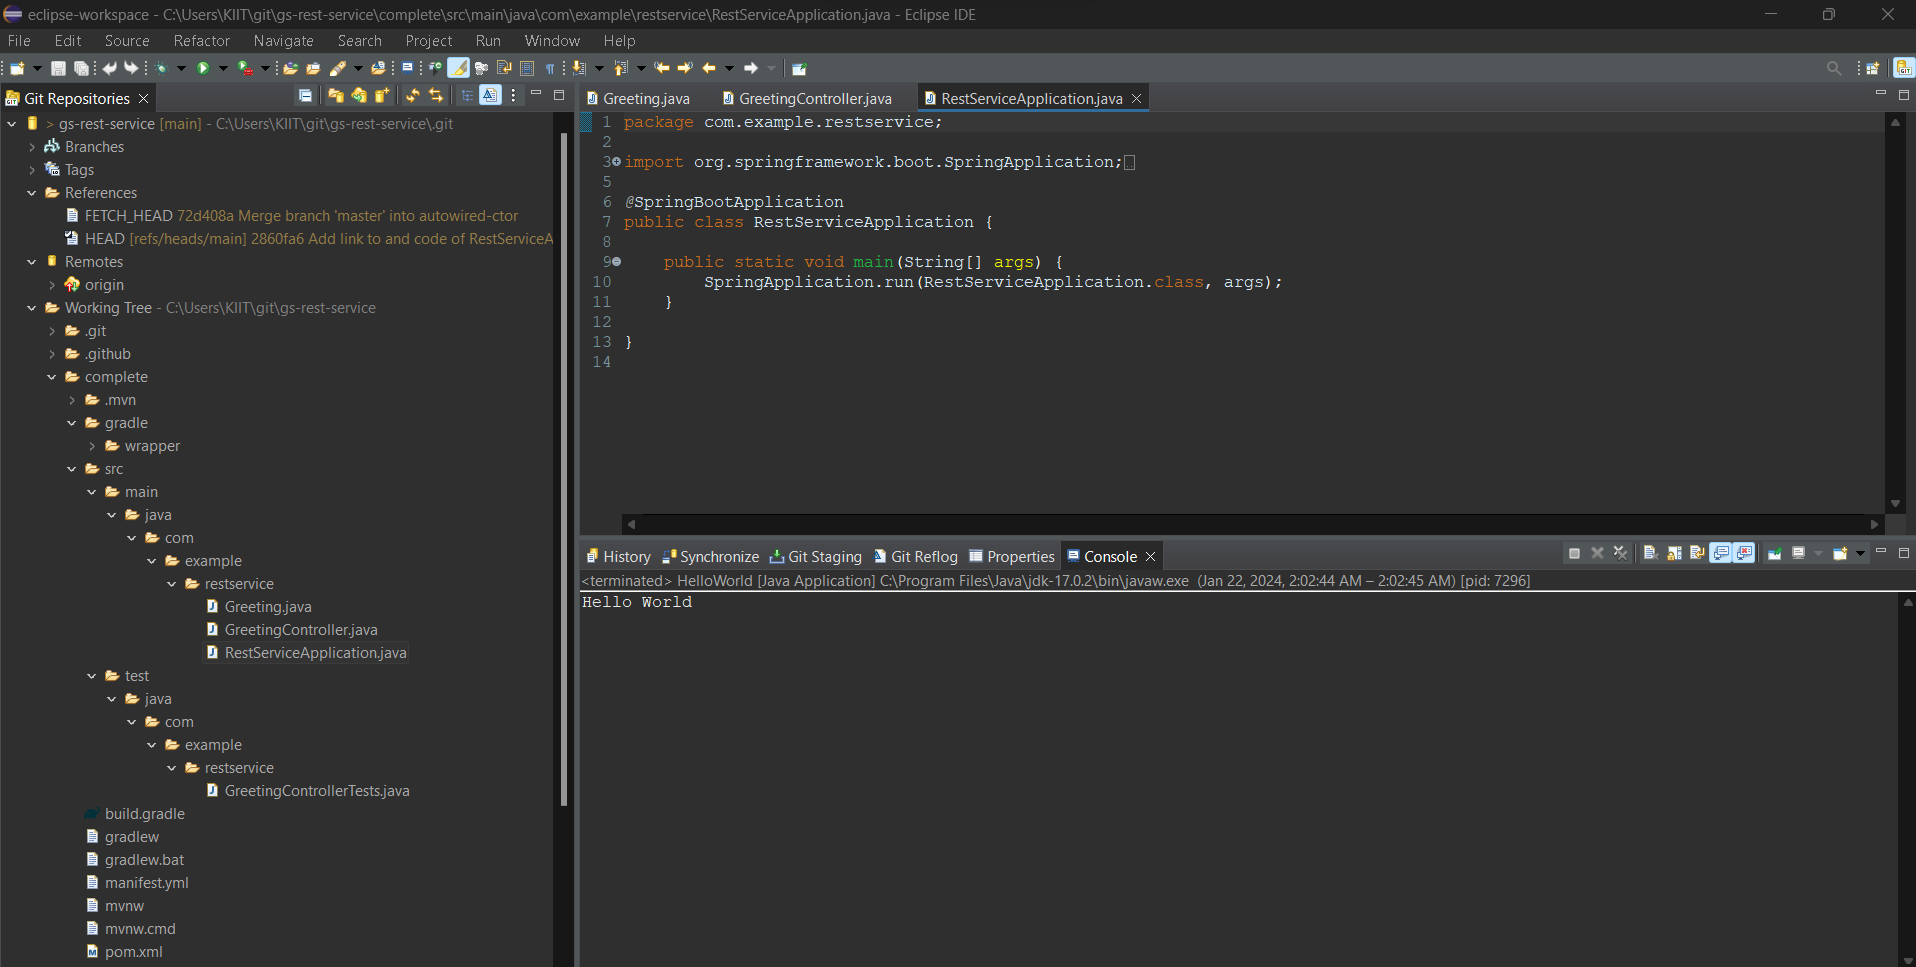 eclipse-workspace - C:\Users\KIIT\git\gs-rest-service\complete\src\main\java\com\example\restservice\RestServiceApplication.java - Eclipse IDE
File Edit Source Refactor Navigate Search Project Run Window Help
Git Repositories
> gs-rest-service [main] - C:\Users\KIIT\git\gs-rest-service\.git
Branches
Tags
References
FETCH_HEAD 72d408a Merge branch 'master' into autowired-ctor
HEAD [refs/heads/main] 2860fa6 Add link to and code of RestServiceA
Remotes
origin
Working Tree - C:\Users\KIIT\git\gs-rest-service
.git
.github
complete
.mvn
gradle
wrapper
src
main
java
com
example
restservice
Greeting.java
GreetingController.java
RestServiceApplication.java
test
java
com
example
restservice
GreetingControllerTests.java
build.gradle
gradlew
gradlew.bat
manifest.yml
mvnw
mvnw.cmd
pom.xml
Greeting.java GreetingController.java RestServiceApplication.java
1 package com.example.restservice;
2
3 import org.springframework.boot.SpringApplication;
5
6 @SpringBootApplication
7 public class RestServiceApplication {
8
9 public static void main(String[] args) {
10 SpringApplication.run(RestServiceApplication.class, args);
11 }
12
13 }
14
History Synchronize Git Staging Git Reflog Properties Console
<terminated> HelloWorld [Java Application] C:\Program Files\Java\jdk-17.0.2\bin\javaw.exe (Jan 22, 2024, 2:02:44 AM – 2:02:45 AM) [pid: 7296]
Hello World